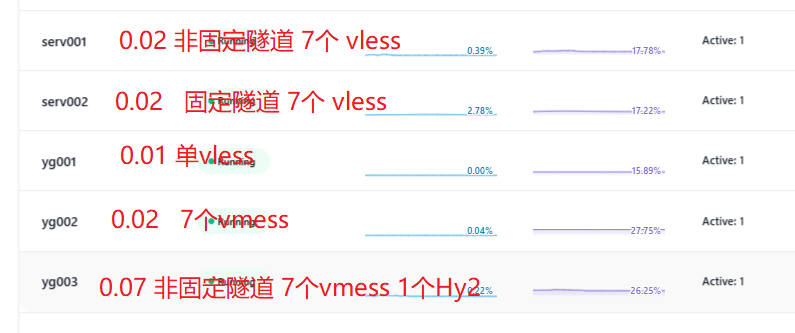 serv001 0.02 非固定隧道 7个 vless Running 0.39% 17.78% Active: 1
serv002 0.02 固定隧道 7个 vless Running 2.78% 17.22% Active: 1
yg001 0.01 单vless Running 0.00% 15.89% Active: 1
yg002 0.02 7个vmess Running 0.04% 27.75% Active: 1
yg003 0.07 非固定隧道 7个vmess 1个Hy2 Running 0.22% 26.25% Active: 1